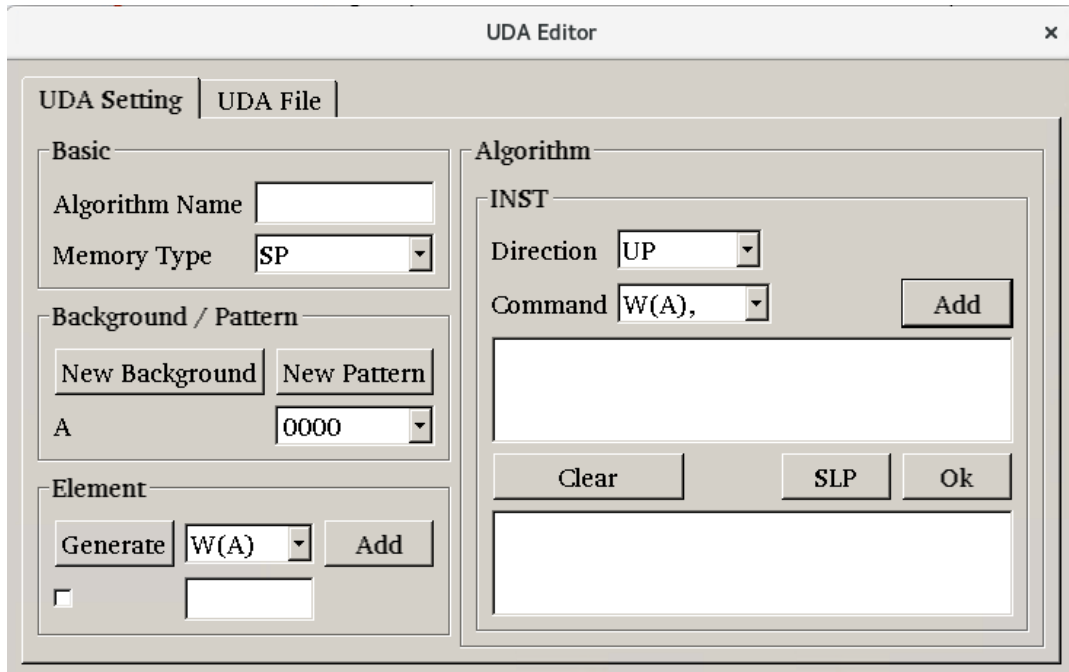 UDA Editor ×
UDA Setting UDA File
Basic
Algorithm Name
Memory Type SP
Background / Pattern
New Background New Pattern
A 0000
Element
Generate W(A) Add
Algorithm
INST
Direction UP
Command W(A), Add
Clear SLP Ok